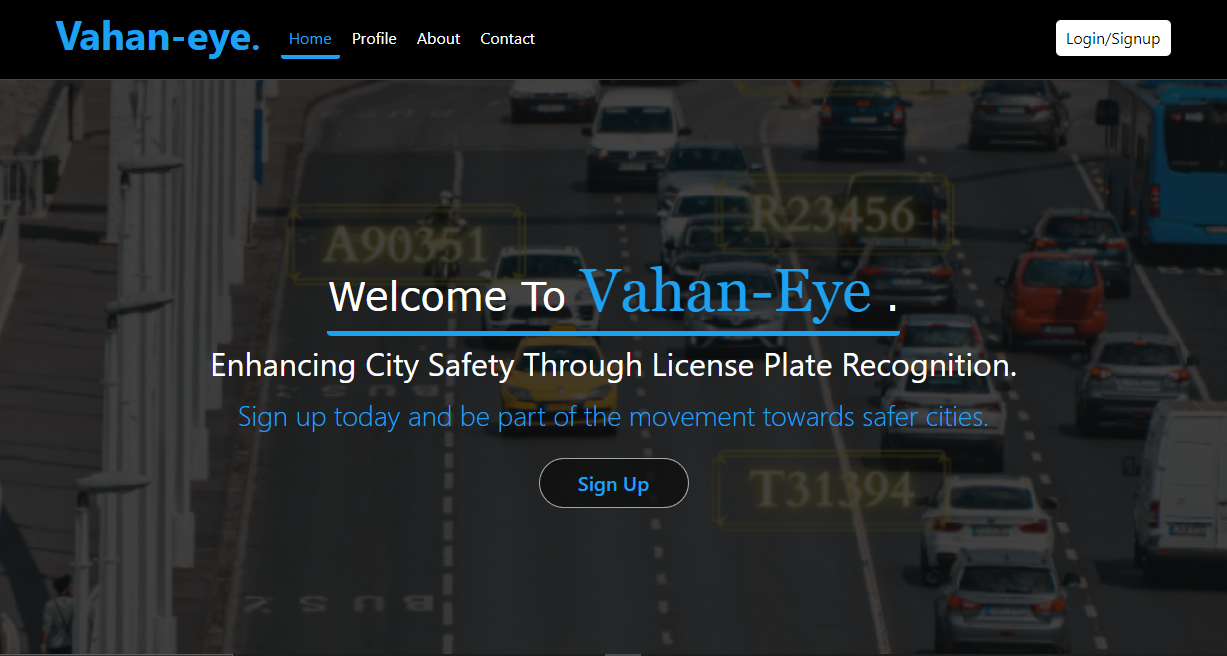 Vahan-eye.
Home Profile About Contact
Login/Signup
R23456
A90351
Welcome To Vahan-Eye .
Enhancing City Safety Through License Plate Recognition.
Sign up today and be part of the movement towards safer cities.
Sign Up
T31394
BUS